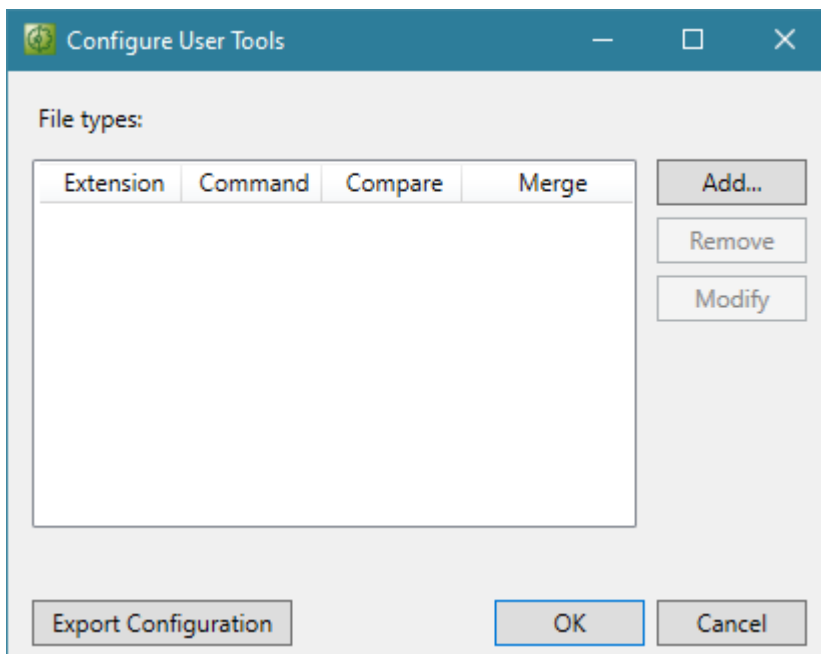 Configure User Tools
File types:
Extension Command Compare Merge
Add...
Remove
Modify
Export Configuration OK Cancel